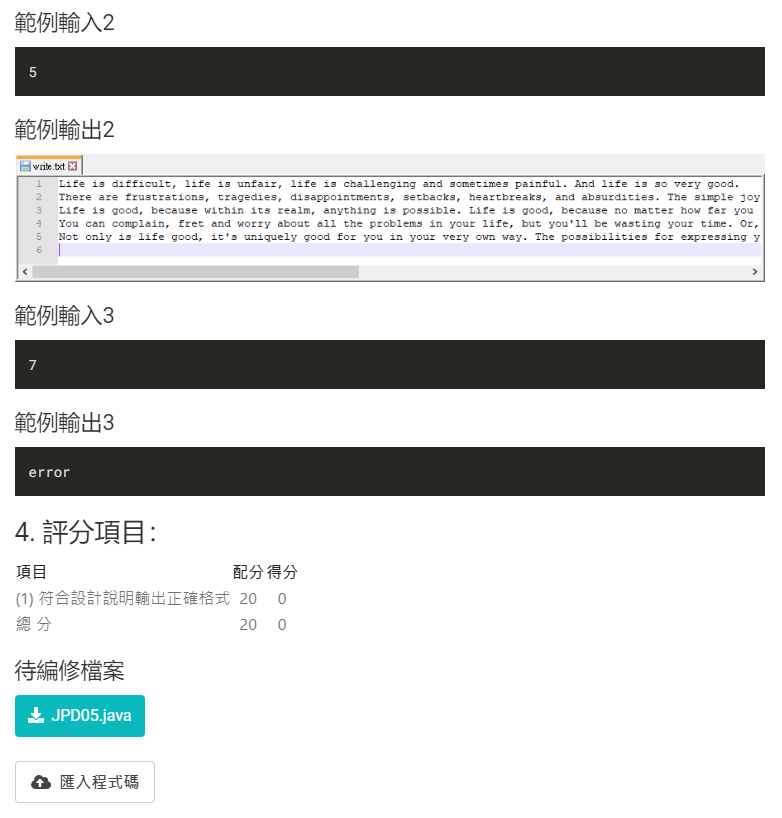 範例輸入2
5
範例輸出2
write.txt
1 Life is difficult, life is unfair, life is challenging and sometimes painful. And life is so very good.
2 There are frustrations, tragedies, disappointments, setbacks, heartbreaks, and absurdities. The simple joy
3 Life is good, because within its realm, anything is possible. Life is good, because no matter how far you
4 You can complain, fret and worry about all the problems in your life, but you'll be wasting your time. Or,
5 Not only is life good, it's uniquely good for you in your very own way. The possibilities for expressing y
6
範例輸入3
7
範例輸出3
error
4. 評分項目：
項目 配分 得分
(1) 符合設計說明輸出正確格式 20 0
總 分 20 0
待編修檔案
JPD05.java
匯入程式碼